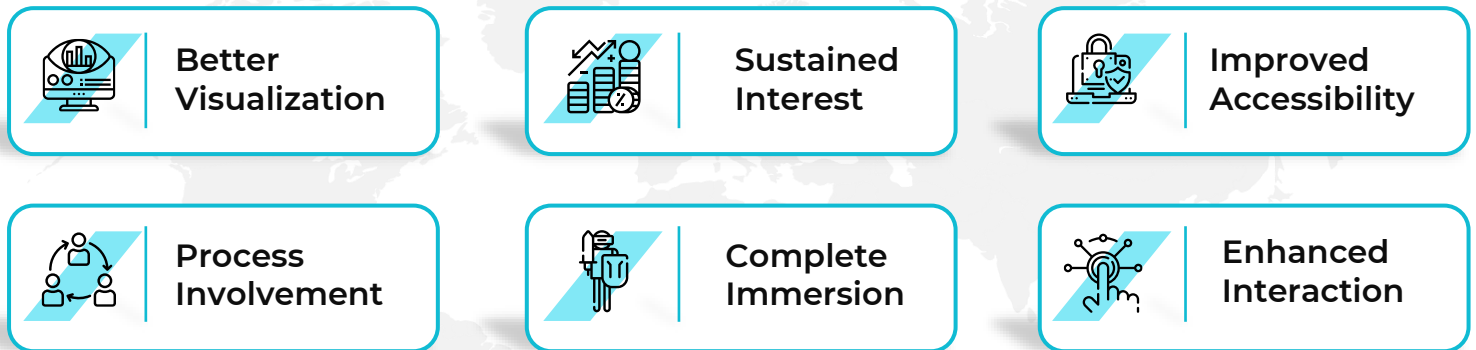 Better
Visualization
Sustained
Interest
Improved
Accessibility
Process
Involvement
Complete
Immersion
Enhanced
Interaction